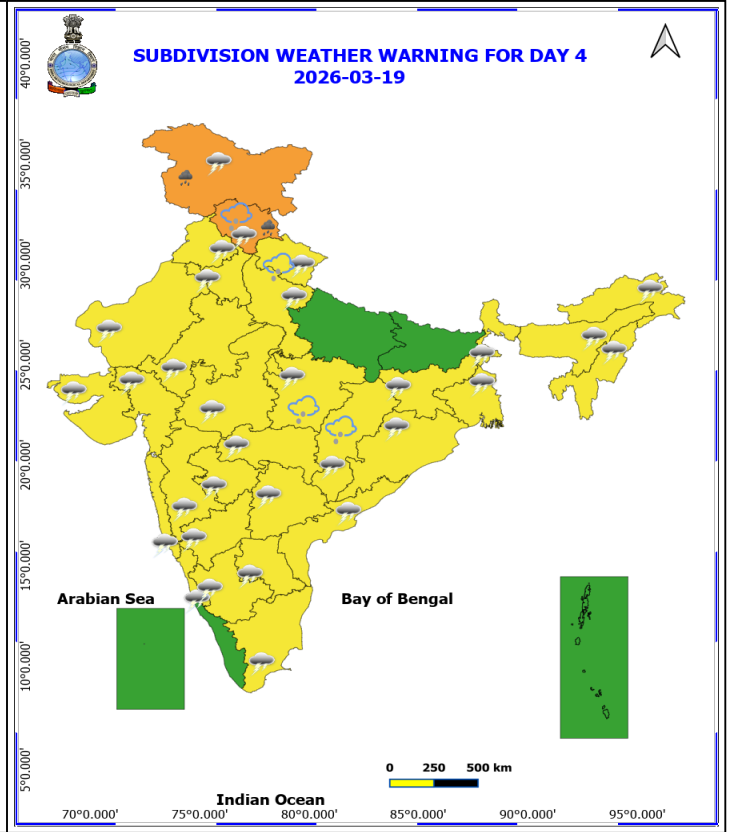 SUBDIVISION WEATHER WARNING FOR DAY 4
2026-03-19
40°0.000'
35°0.000'
30°0.000'
25°0.000'
20°0.000'
15°0.000'
10°0.000'
5°0.000'
Arabian Sea
Bay of Bengal
0 250 500 km
Indian Ocean
70°0.000' 75°0.000' 80°0.000' 85°0.000' 90°0.000' 95°0.000'